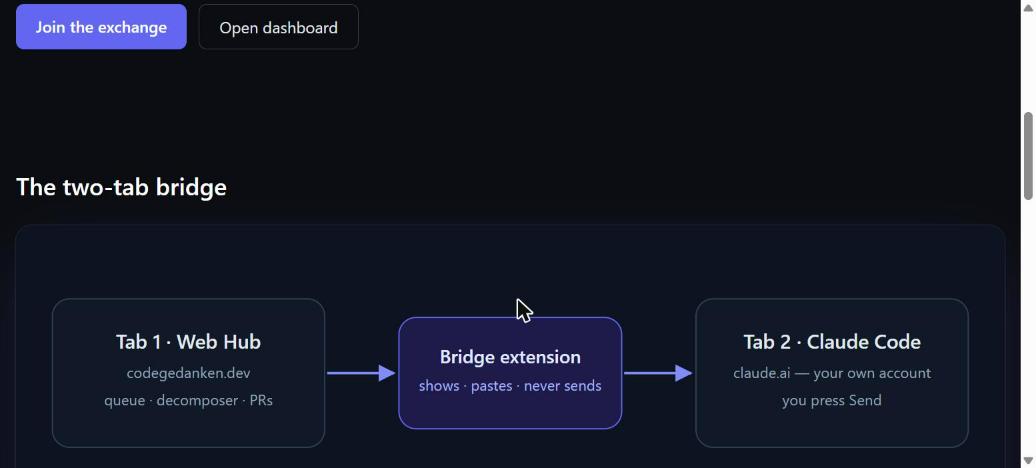 Join the exchange
Open dashboard
The two-tab bridge
Tab 1 · Web Hub
codegedanken.dev
queue · decomposer · PRs
Bridge extension
shows · pastes · never sends
Tab 2 · Claude Code
claude.ai — your own account
you press Send